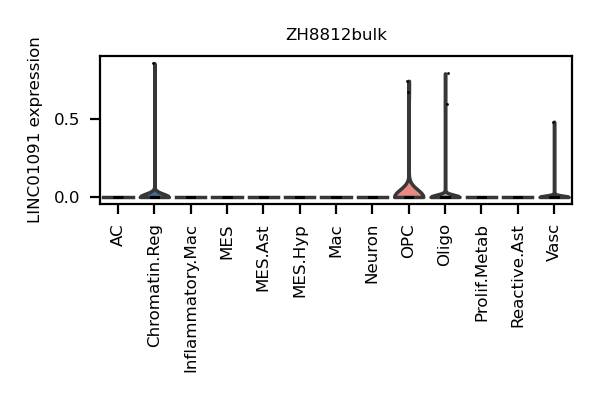 ZH8812bulk
LINC01091 expression
0.5
0.0
AC
Chromatin.Reg
Inflammatory.Mac
MES
MES.Ast
MES.Hyp
Mac
Neuron
OPC
Oligo
Prolif.Metab
Reactive.Ast
Vasc